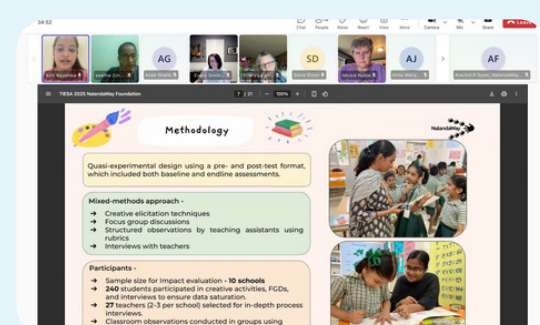 34:52
Chat People Raise React View More Camera Mic Share Leave
AG
SD
AJ
AF
TIESA 2025 NalandaWay Foundation
7 / 21
100%
Methodology
NalandaWay
Quasi-experimental design using a pre- and post-test format,
which included both baseline and endline assessments.
Mixed-methods approach -
➔ Creative elicitation techniques
➔ Focus group discussions
➔ Structured observations by teaching assistants using
rubrics
➔ Interviews with teachers
Participants -
➔ Sample size for Impact evaluation - 10 schools
➔ 240 students participated in creative activities, FGDs,
and interviews to ensure data saturation.
➔ 27 teachers (2-3 per school) selected for in-depth process
interviews.
➔ Classroom observations conducted in groups using